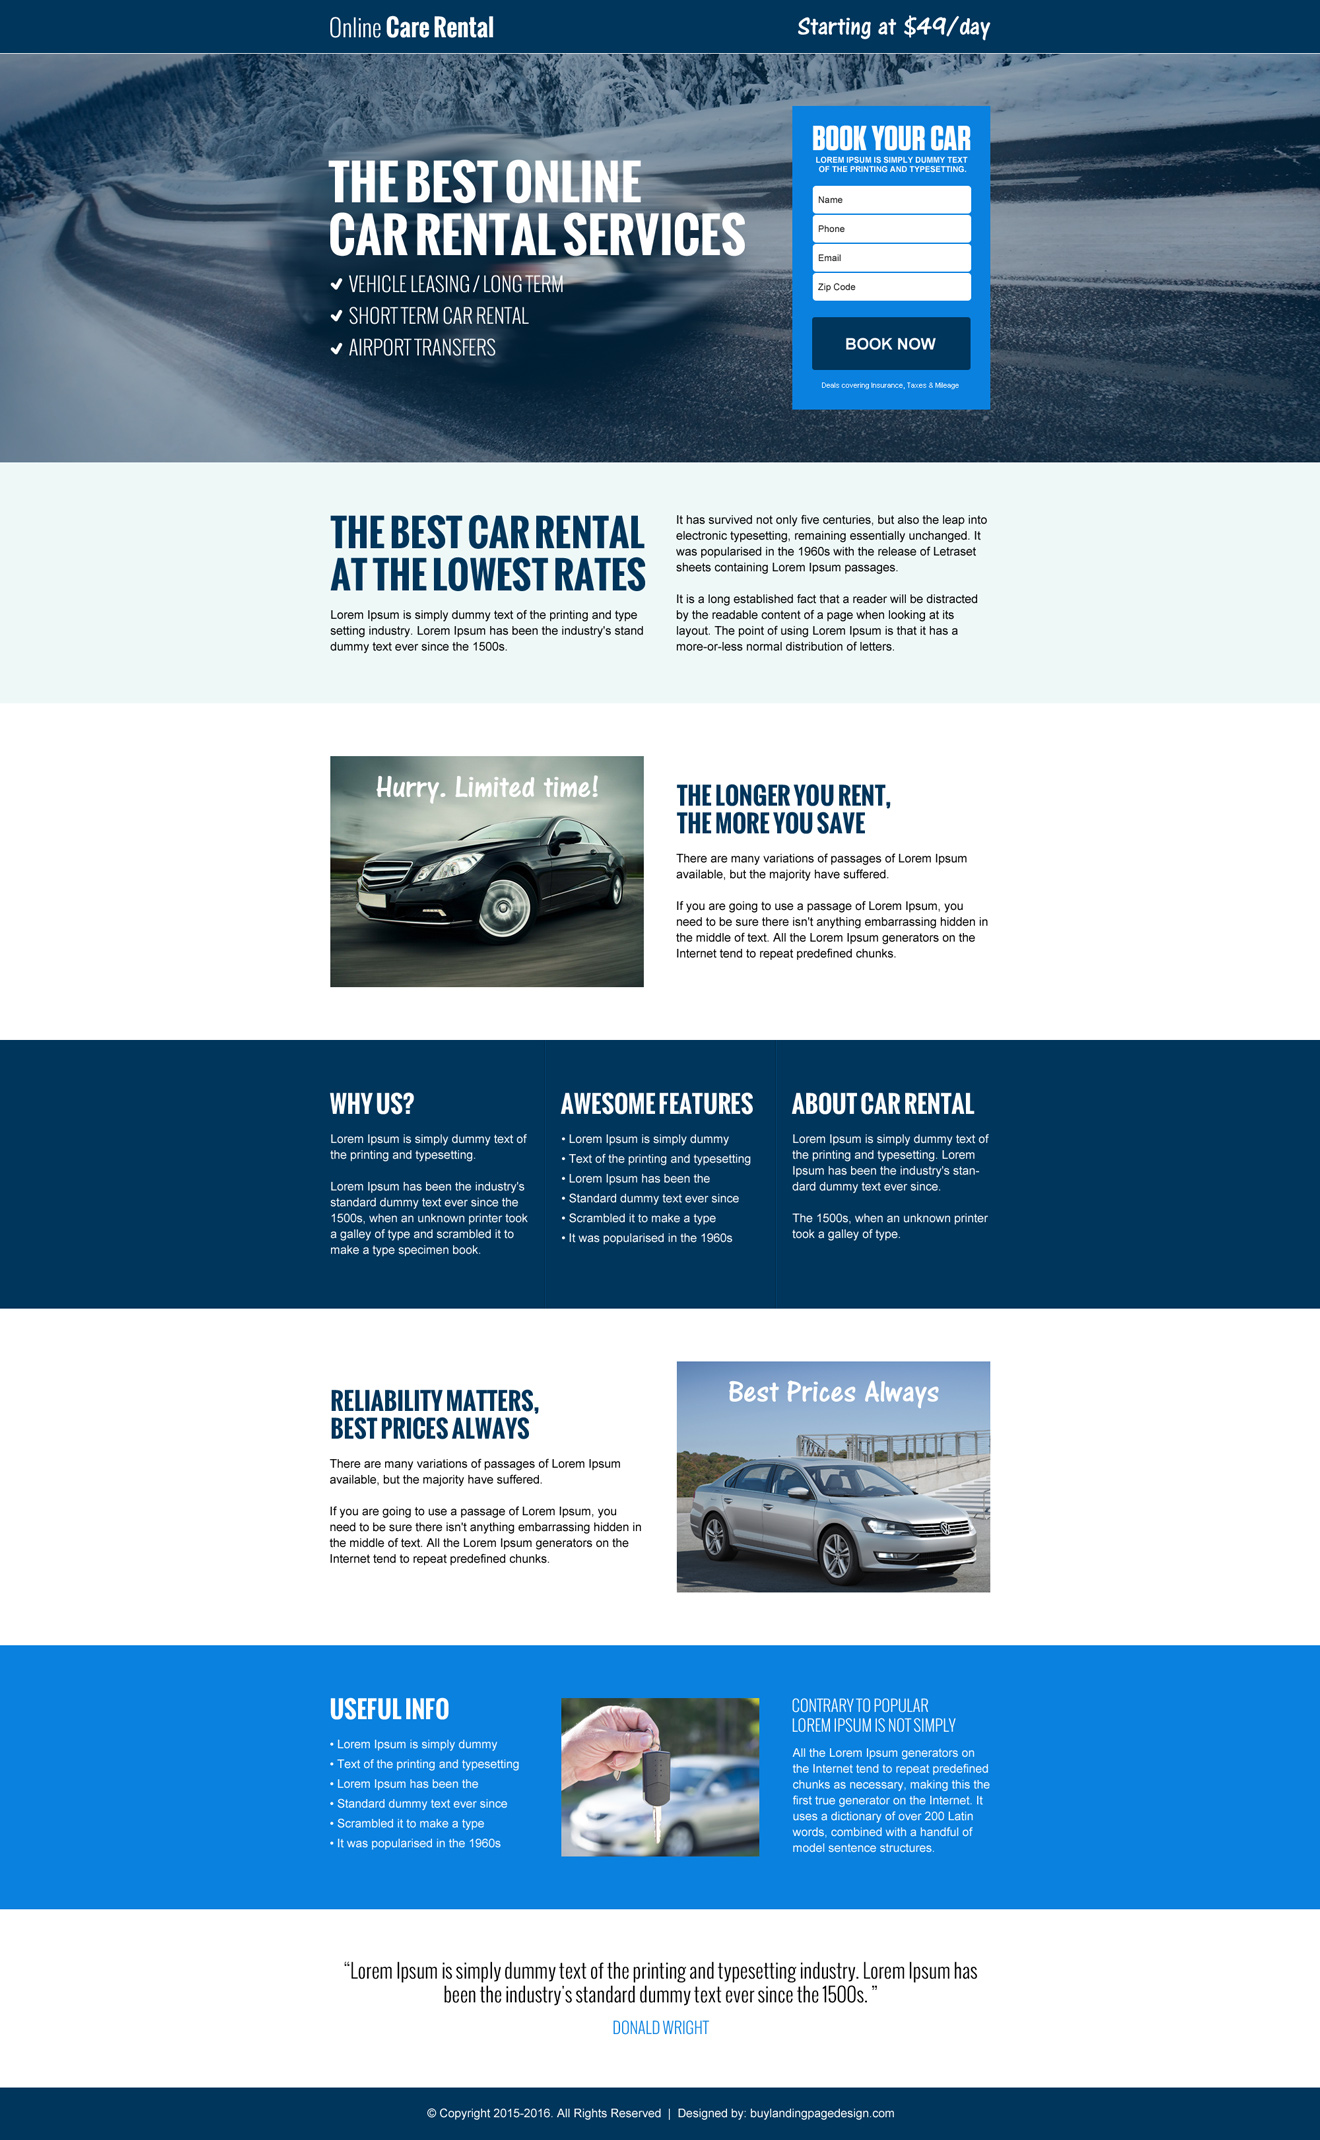 Online Care Rental
Starting at $49/day
THE BEST ONLINE
CAR RENTAL SERVICES
VEHICLE LEASING / LONG TERM
SHORT TERM CAR RENTAL
AIRPORT TRANSFERS
BOOK YOUR CAR
LOREM IPSUM IS SIMPLY DUMMY TEXT
OF THE PRINTING AND TYPESETTING.
Name
Phone
Email
Zip Code
BOOK NOW
Deals covering Insurance, Taxes & Mileage
THE BEST CAR RENTAL
AT THE LOWEST RATES
Lorem Ipsum is simply dummy text of the printing and type
setting industry. Lorem Ipsum has been the industry's stand
dummy text ever since the 1500s.
It has survived not only five centuries, but also the leap into
electronic typesetting, remaining essentially unchanged. It
was popularised in the 1960s with the release of Letraset
sheets containing Lorem Ipsum passages.
It is a long established fact that a reader will be distracted
by the readable content of a page when looking at its
layout. The point of using Lorem Ipsum is that it has a
more-or-less normal distribution of letters.
Hurry. Limited time!
THE LONGER YOU RENT,
THE MORE YOU SAVE
There are many variations of passages of Lorem Ipsum
available, but the majority have suffered.
If you are going to use a passage of Lorem Ipsum, you
need to be sure there isn't anything embarrassing hidden in
the middle of text. All the Lorem Ipsum generators on the
Internet tend to repeat predefined chunks.
WHY US?
Lorem Ipsum is simply dummy text of
the printing and typesetting.
Lorem Ipsum has been the industry's
standard dummy text ever since the
1500s, when an unknown printer took
a galley of type and scrambled it to
make a type specimen book.
AWESOME FEATURES
• Lorem Ipsum is simply dummy
• Text of the printing and typesetting
• Lorem Ipsum has been the
• Standard dummy text ever since
• Scrambled it to make a type
• It was popularised in the 1960s
ABOUT CAR RENTAL
Lorem Ipsum is simply dummy text of
the printing and typesetting. Lorem
Ipsum has been the industry's stan-
dard dummy text ever since.
The 1500s, when an unknown printer
took a galley of type.
RELIABILITY MATTERS,
BEST PRICES ALWAYS
There are many variations of passages of Lorem Ipsum
available, but the majority have suffered.
If you are going to use a passage of Lorem Ipsum, you
need to be sure there isn't anything embarrassing hidden in
the middle of text. All the Lorem Ipsum generators on the
Internet tend to repeat predefined chunks.
Best Prices Always
USEFUL INFO
• Lorem Ipsum is simply dummy
• Text of the printing and typesetting
• Lorem Ipsum has been the
• Standard dummy text ever since
• Scrambled it to make a type
• It was popularised in the 1960s
CONTRARY TO POPULAR
LOREM IPSUM IS NOT SIMPLY
All the Lorem Ipsum generators on
the Internet tend to repeat predefined
chunks as necessary, making this the
first true generator on the Internet. It
uses a dictionary of over 200 Latin
words, combined with a handful of
model sentence structures.
“Lorem Ipsum is simply dummy text of the printing and typesetting industry. Lorem Ipsum has
been the industry's standard dummy text ever since the 1500s. ”
DONALD WRIGHT
© Copyright 2015-2016. All Rights Reserved | Designed by: buylandingpagedesign.com